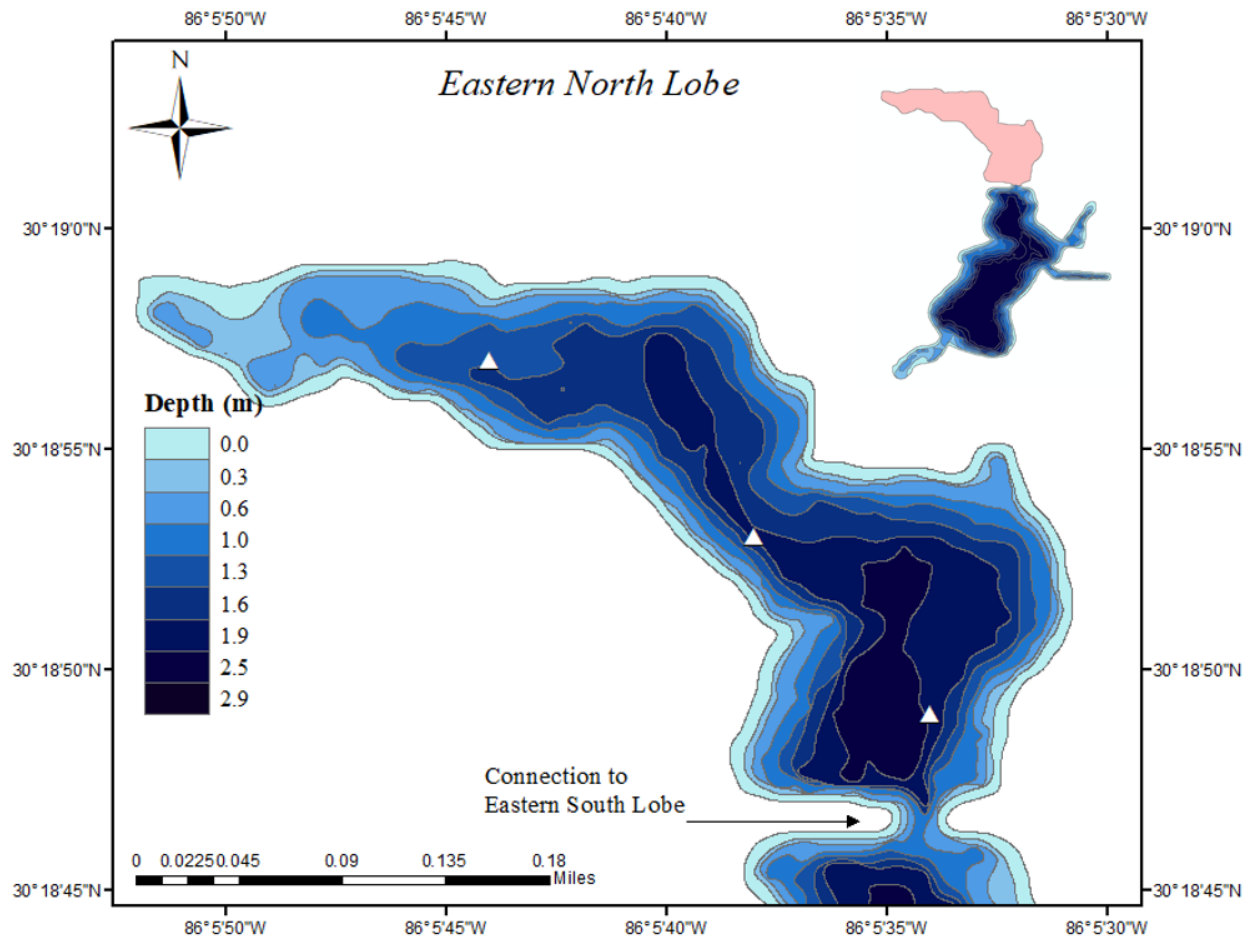 86°5'50"W 86°5'45"W 86°5'40"W 86°5'35"W 86°5'30"W
N
Eastern North Lobe
30°19'0"N 30°19'0"N
Depth (m)
0.0
0.3
0.6
1.0
1.3
1.6
1.9
2.5
2.9
30°18'55"N 30°18'55"N
30°18'50"N 30°18'50"N
Connection to
Eastern South Lobe
0 0.02250.045 0.09 0.135 0.18
Miles
30°18'45"N 30°18'45"N
86°5'50"W 86°5'45"W 86°5'40"W 86°5'35"W 86°5'30"W